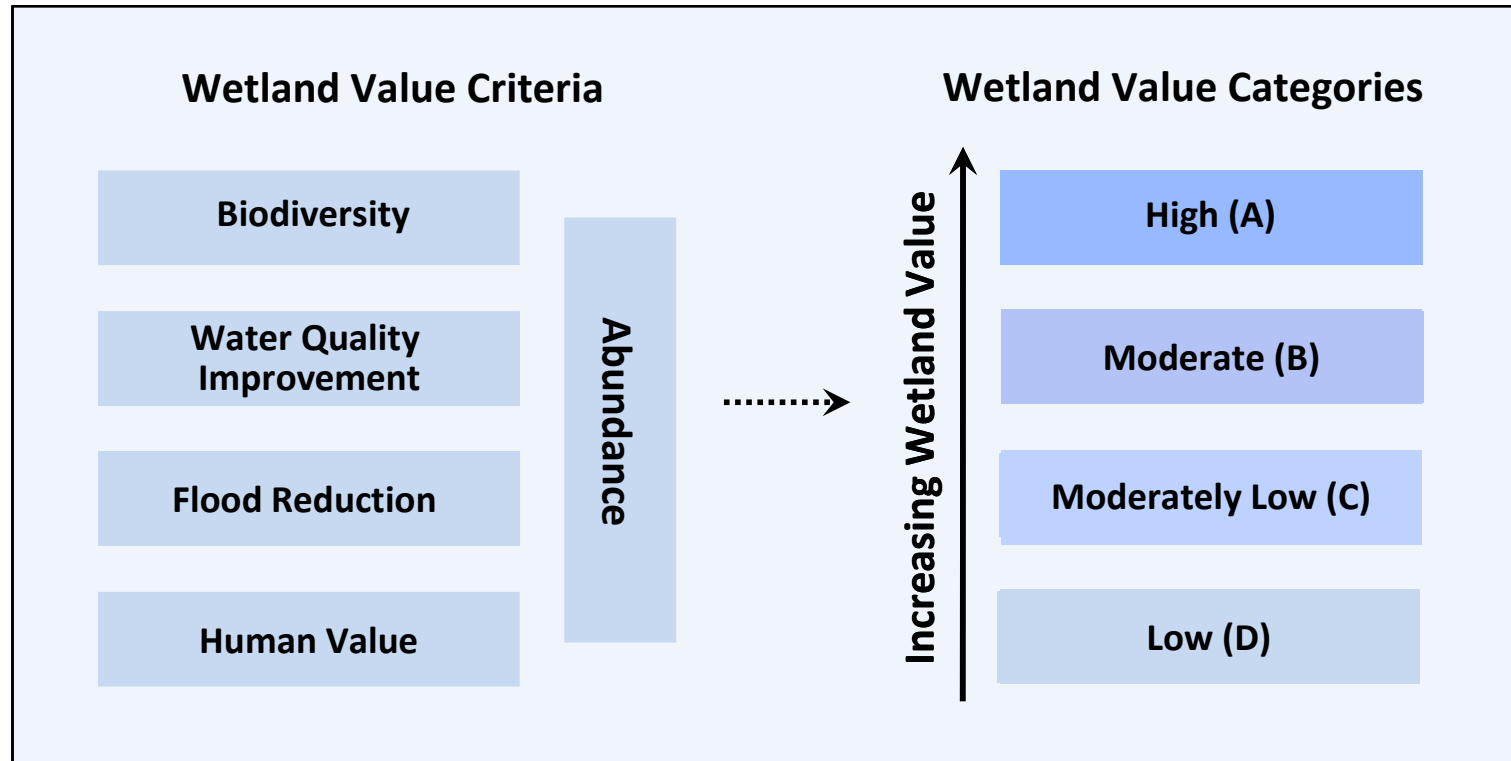 Wetland Value Criteria
Biodiversity
Water Quality
Improvement
Flood Reduction
Human Value
Abundance
Wetland Value Categories
Increasing Wetland Value
High (A)
Moderate (B)
Moderately Low (C)
Low (D)